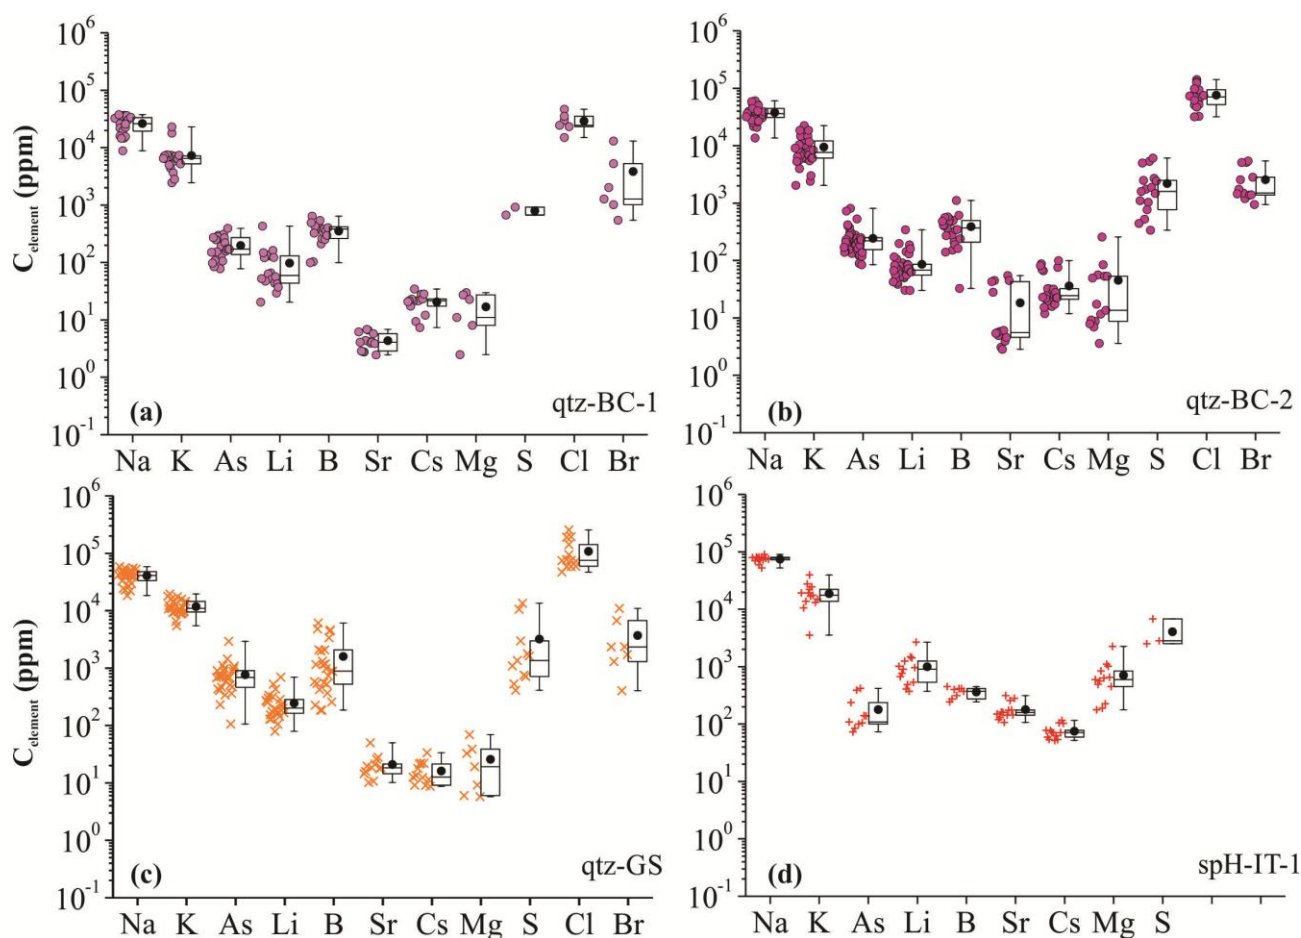 10^6
10^5
10^4
10^3
10^2
10^1
10^0
10^-1
C_element (ppm)
(a)
qtz-BC-1
Na K As Li B Sr Cs Mg S Cl Br
10^6
10^5
10^4
10^3
10^2
10^1
10^0
10^-1
(b)
qtz-BC-2
Na K As Li B Sr Cs Mg S Cl Br
10^6
10^5
10^4
10^3
10^2
10^1
10^0
10^-1
C_element (ppm)
(c)
qtz-GS
Na K As Li B Sr Cs Mg S Cl Br
10^6
10^5
10^4
10^3
10^2
10^1
10^0
10^-1
(d)
spH-IT-1
Na K As Li B Sr Cs Mg S